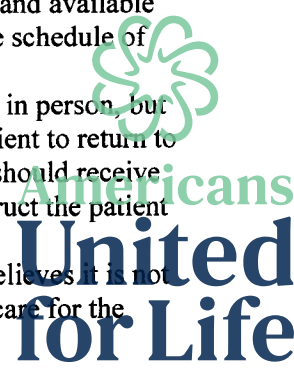 and available
e schedule of
in person, but
ient to return to
should receive
Americans
ruct the patient
United
elieves it is not
care for the
for Life